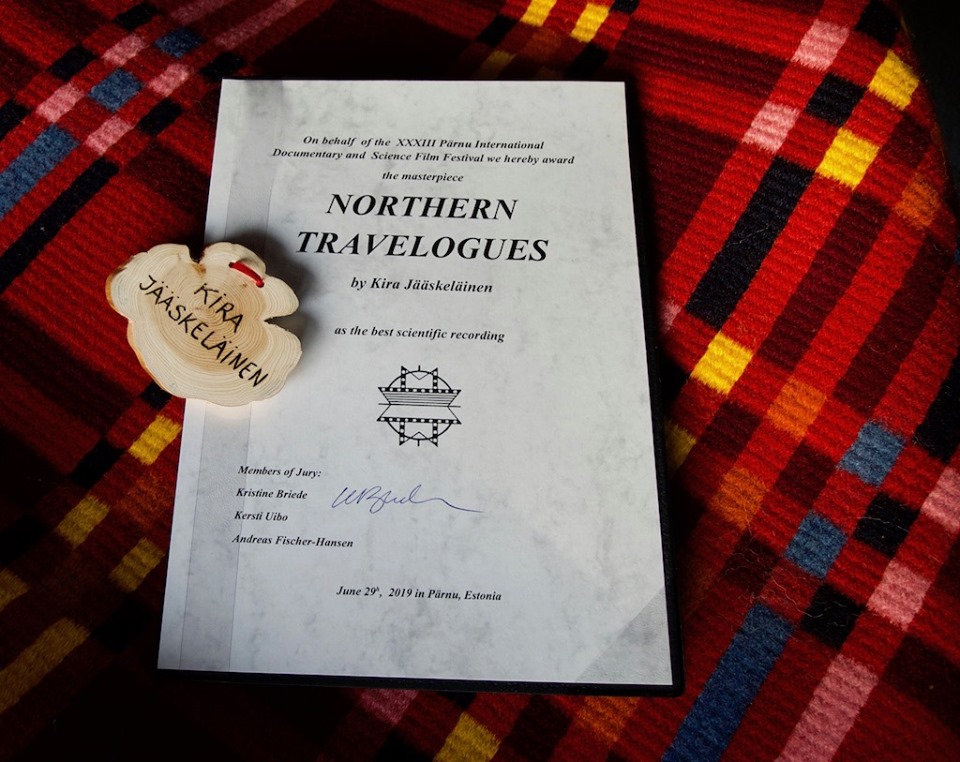 On behalf of the XXXIII Pärnu International
Documentary and Science Film Festival we hereby award
the masterpiece
NORTHERN
TRAVELOGUES
by Kira Jääskeläinen
as the best scientific recording
KIRA
JÄÄSKELÄINEN
Members of Jury:
Kristine Briede
Kersti Uibo
Andreas Fischer-Hansen
June 29th, 2019 in Pärnu, Estonia